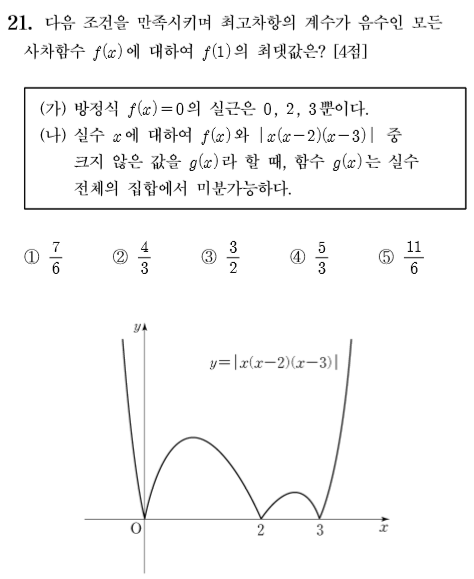 21. 다음 조건을 만족시키며 최고차항의 계수가 음수인 모든
사차함수 f(x)에 대하여 f(1)의 최댓값은? [4점]
(가) 방정식 f(x)=0의 실근은 0, 2, 3뿐이다.
(나) 실수 x에 대하여 f(x)와 |x(x-2)(x-3)| 중
크지 않은 값을 g(x)라 할 때, 함수 g(x)는 실수
전체의 집합에서 미분가능하다.
① 7/6 ② 4/3 ③ 3/2 ④ 5/3 ⑤ 11/6
y
y=|x(x-2)(x-3)|
O 2 3 x